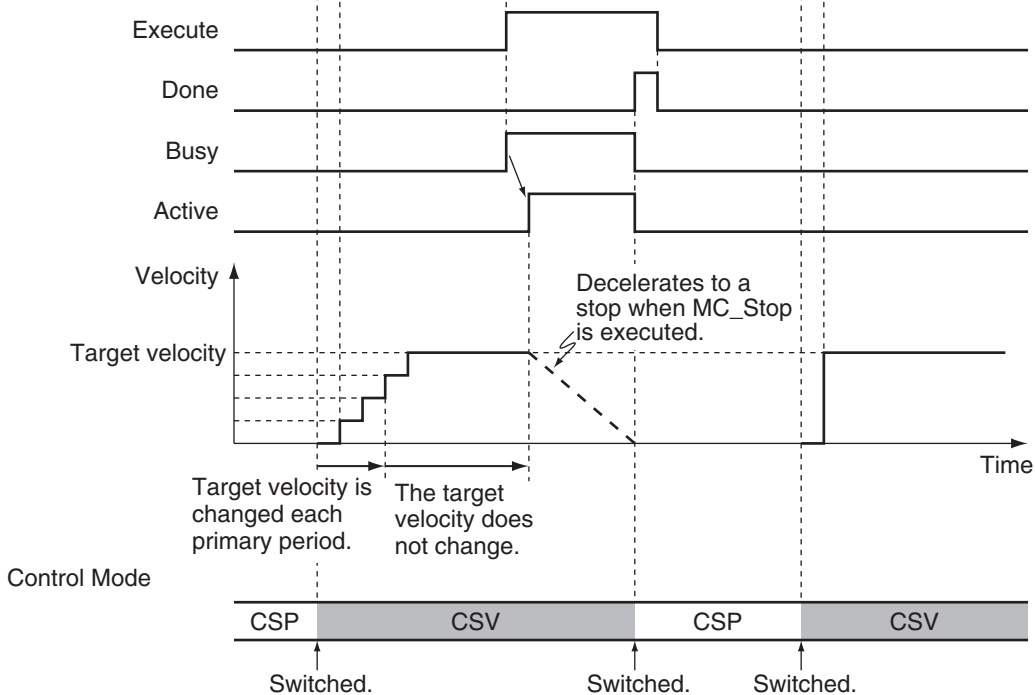 Execute
Done
Busy
Active
Velocity
Decelerates to a
stop when MC_Stop
is executed.
Target velocity
Time
Target velocity is
changed each
primary period.
The target
velocity does
not change.
Control Mode
CSP
CSV
CSP
CSV
Switched.
Switched.
Switched.